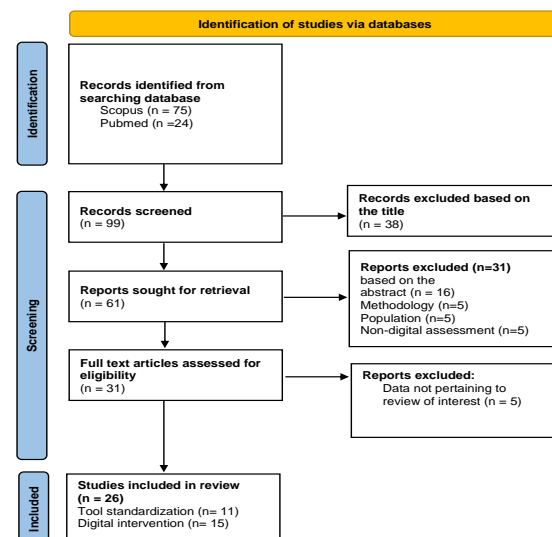 Identification of studies via databases
Identification
Records identified from
searching database
Scopus (n = 75)
Pubmed (n =24)
Screening
Records screened
(n = 99)
Records excluded based on
the title
(n = 38)
Reports sought for retrieval
(n = 61)
Reports excluded (n=31)
based on the
abstract (n = 16)
Methodology (n=5)
Population (n=5)
Non-digital assessment (n=5)
Full text articles assessed for
eligibility
(n = 31)
Reports excluded:
Data not pertaining to
review of interest (n = 5)
Included
Studies included in review
(n = 26)
Tool standardization (n= 11)
Digital intervention (n= 15)